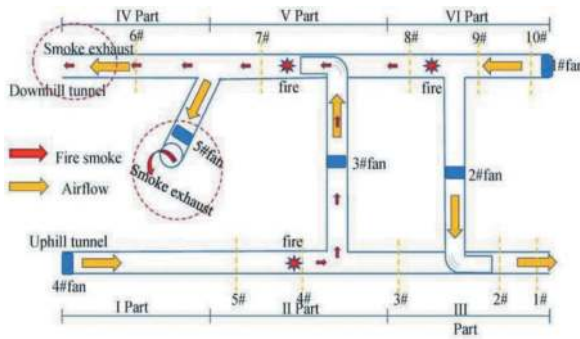 IV Part
V Part
VI Part
6#
7#
8#
9#
10#
Smoke exhaust
1#fan
Downhill tunnel
fire
fire
Fire smoke
Airflow
5#fan
Smoke exhaust
3#fan
2#fan
Uphill tunnel
fire
4#fan
5#
4#
3#
2#
1#
I Part
II Part
III
Part